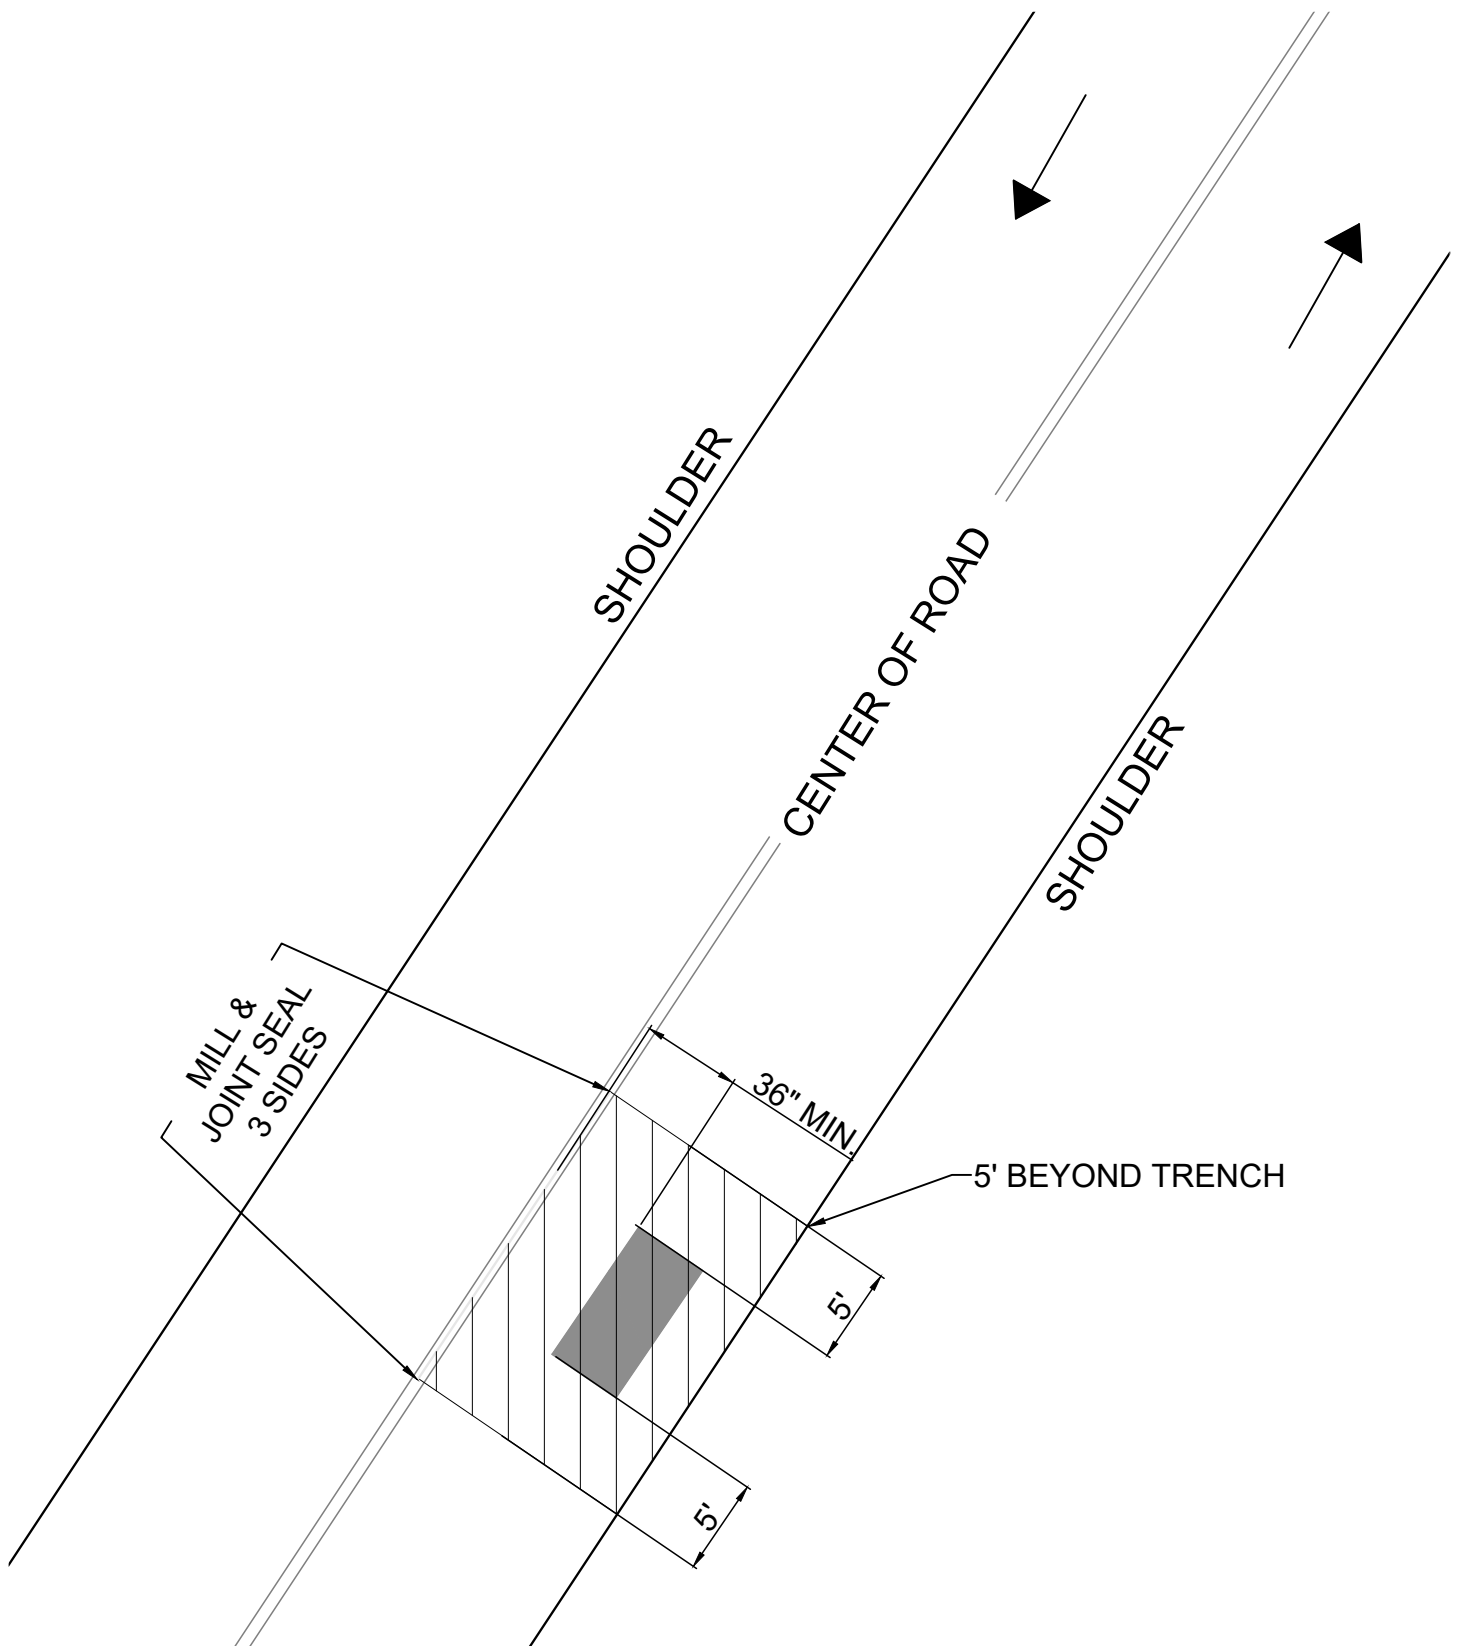 SHOULDER
CENTER OF ROAD
SHOULDER
MILL &
JOINT SEAL
3 SIDES
36" MIN.
5' BEYOND TRENCH
5'
5'